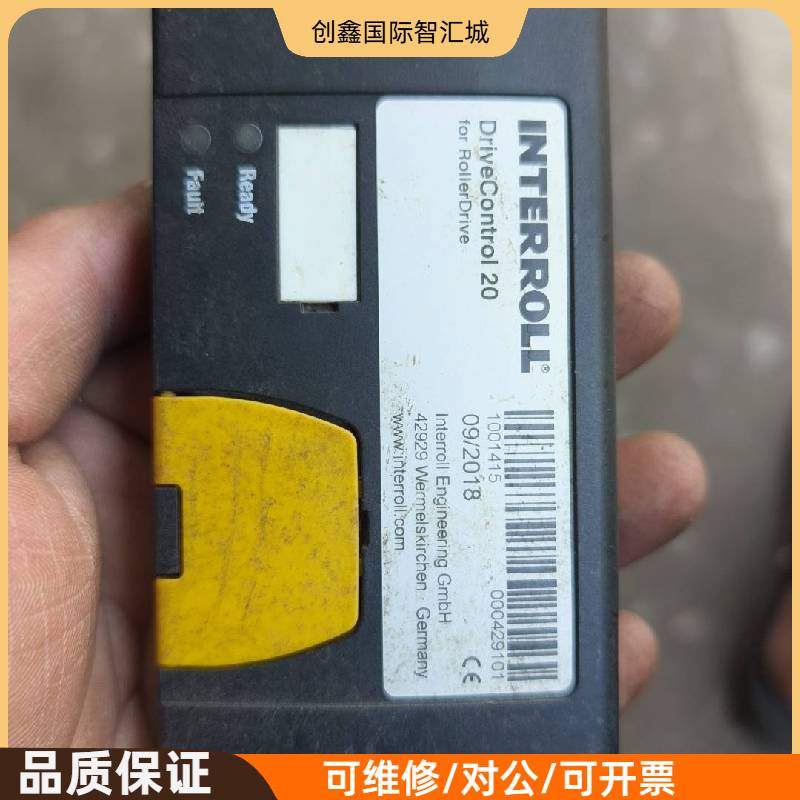 创鑫国际智汇城
INTERROLL®
DriveControl 20
for RollerDrive
1001415
000429101
09/2018
Interroll Engineering GmbH
42929 Wermelskirchen · Germany
www.interroll.com
CE
Ready
Fault
品质保证
可维修/对公/可开票